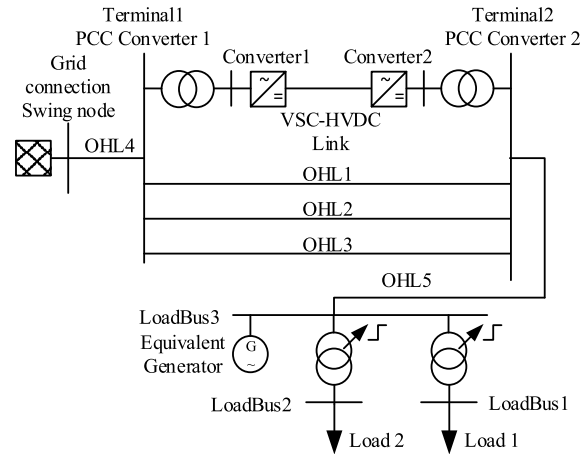 Terminal1
PCC Converter 1
Terminal2
PCC Converter 2
Grid
connection
Swing node
Converter1
Converter2
~
=
~
=
VSC-HVDC
Link
OHL4
OHL1
OHL2
OHL3
OHL5
LoadBus3
Equivalent
Generator
G
~
LoadBus2
LoadBus1
Load 2
Load 1